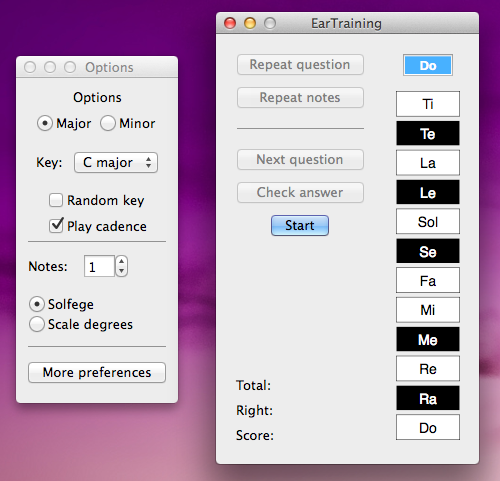 Options
Options
Major Minor
Key: C major
Random key
Play cadence
Notes: 1
Solfege
Scale degrees
More preferences
EarTraining
Repeat question
Repeat notes
Next question
Check answer
Start
Total:
Right:
Score:
Do
Ti
Te
La
Le
Sol
Se
Fa
Mi
Me
Re
Ra
Do